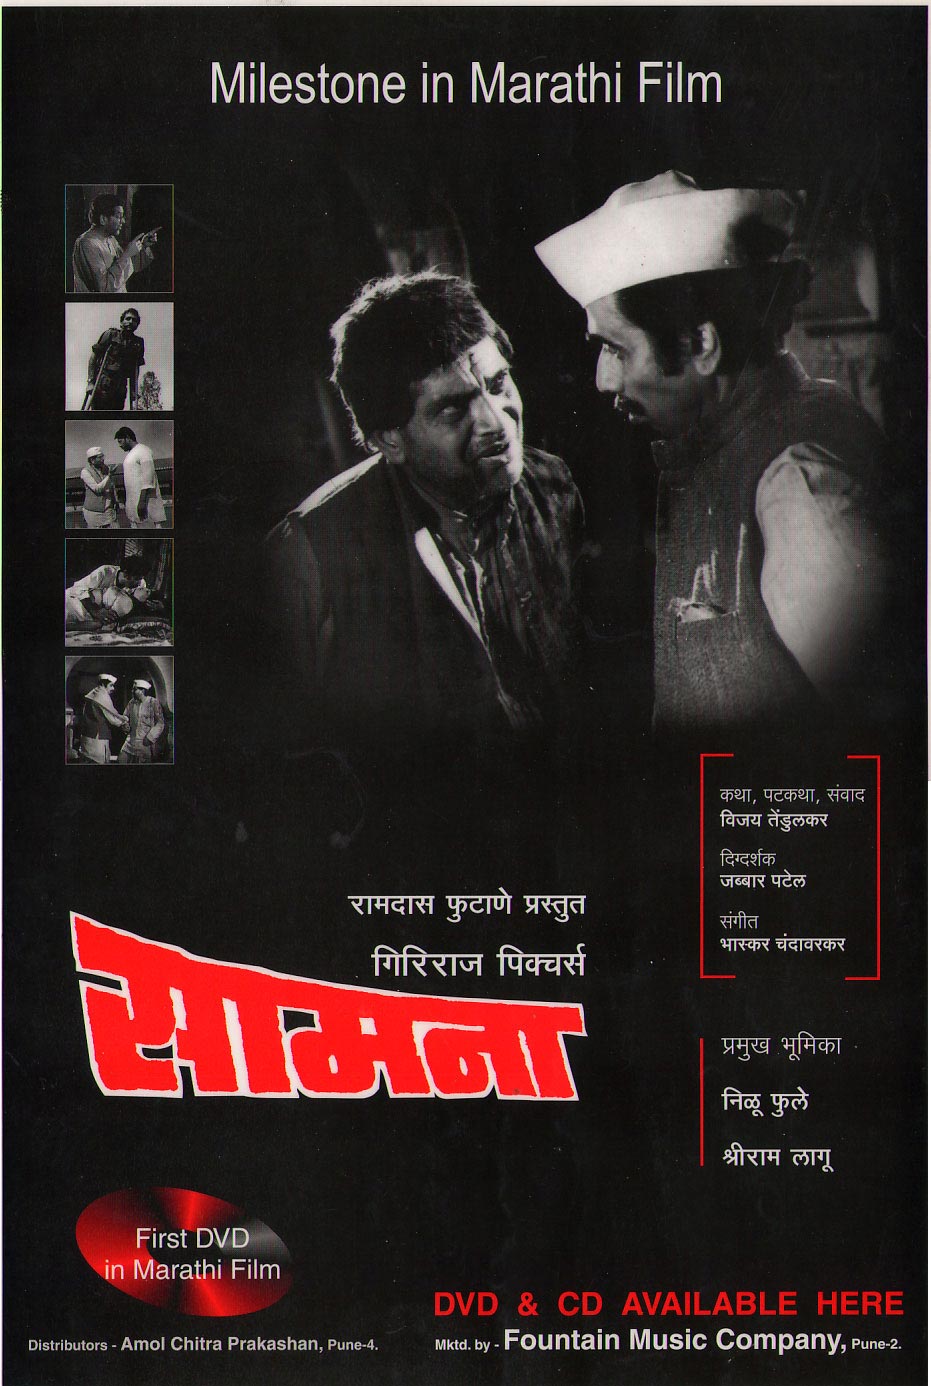 Milestone in Marathi Film
कथा, पटकथा, संवाद
विजय तेंडुलकर
दिग्दर्शक
जब्बार पटेल
संगीत
भास्कर चंदावरकर
रामदास फुटाणे प्रस्तुत
गिरिराज पिक्चर्स
सामना
प्रमुख भूमिका
निळू फुले
श्रीराम लागू
First DVD
in Marathi Film
DVD & CD AVAILABLE HERE
Distributors - Amol Chitra Prakashan, Pune-4.
Mktd. by - Fountain Music Company, Pune-2.